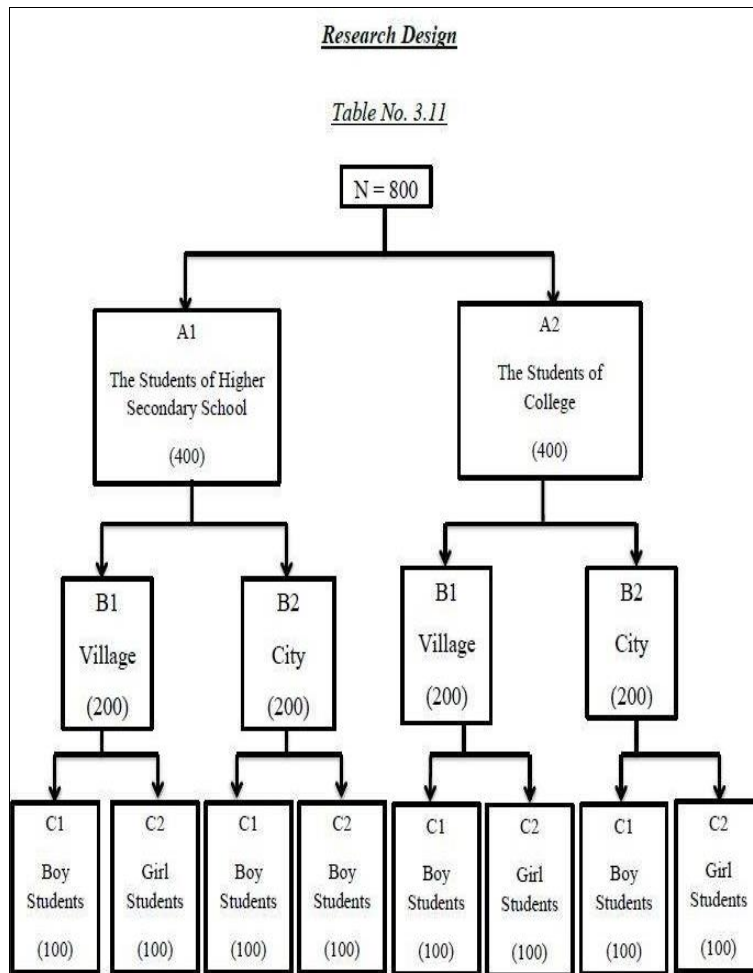 Research Design
Table No. 3.11
N = 800
A1
The Students of Higher
Secondary School
(400)
A2
The Students of
College
(400)
B1
Village
(200)
B2
City
(200)
B1
Village
(200)
B2
City
(200)
C1
Boy
Students
(100)
C2
Girl
Students
(100)
C1
Boy
Students
(100)
C2
Boy
Students
(100)
C1
Boy
Students
(100)
C2
Girl
Students
(100)
C1
Boy
Students
(100)
C2
Girl
Students
(100)